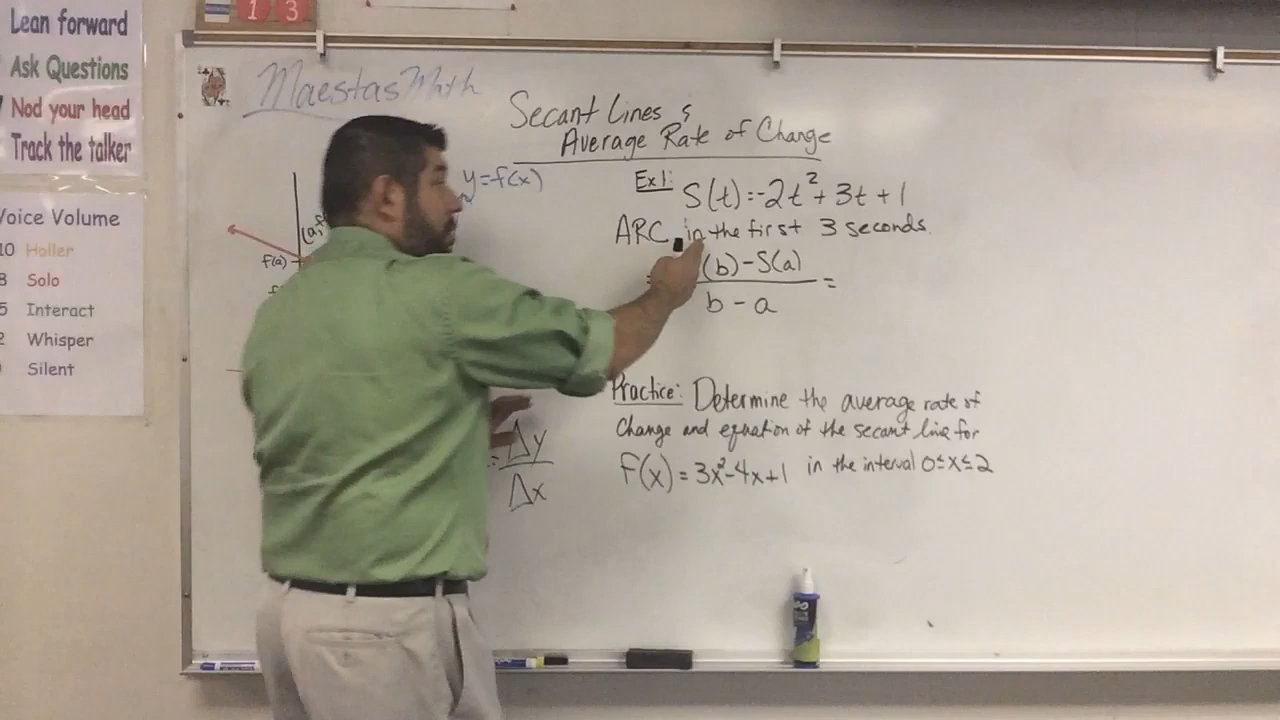 Lean forward
Ask Questions
Nod your head
Track the talker
Voice Volume
10 Holler
8 Solo
5 Interact
2 Whisper
Silent
1 3
MaestasMath
Secant Lines &
Average Rate of Change
y=f(x)
(a, f
f(a)
Ex 1: S(t)=-2t²+3t+1
ARC in the first 3 seconds.
= (b)-S(a) / b-a =
= Δy / Δx
Practice: Determine the average rate of
Change and equation of the secant line for
f(x)=3x²-4x+1 in the interval 0≤x≤2